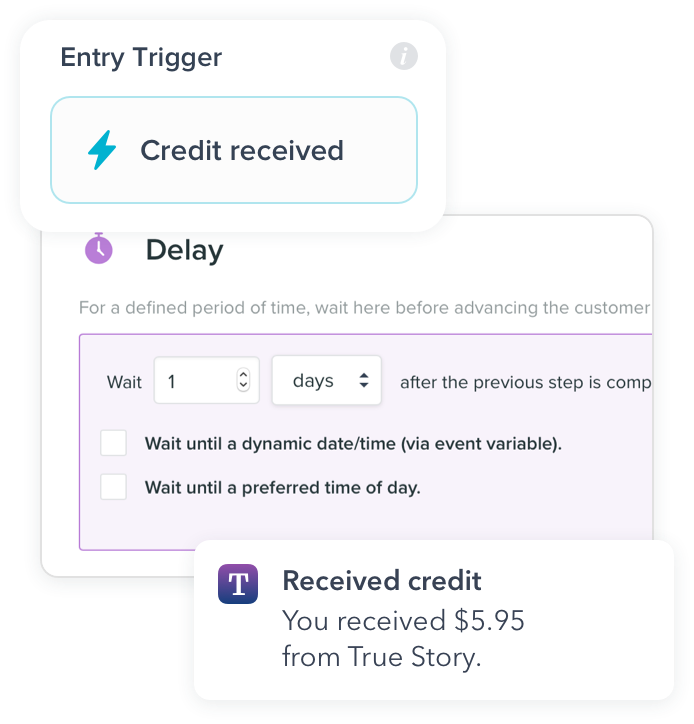 Entry Trigger
i
Credit received
Delay
For a defined period of time, wait here before advancing the customer
Wait 1 days after the previous step is comp
Wait until a dynamic date/time (via event variable).
Wait until a preferred time of day.
T
Received credit
You received $5.95
from True Story.